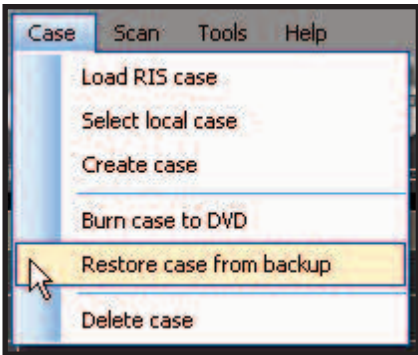 Case Scan Tools Help
Load RIS case
Select local case
Create case
Burn case to DVD
Restore case from backup
Delete case